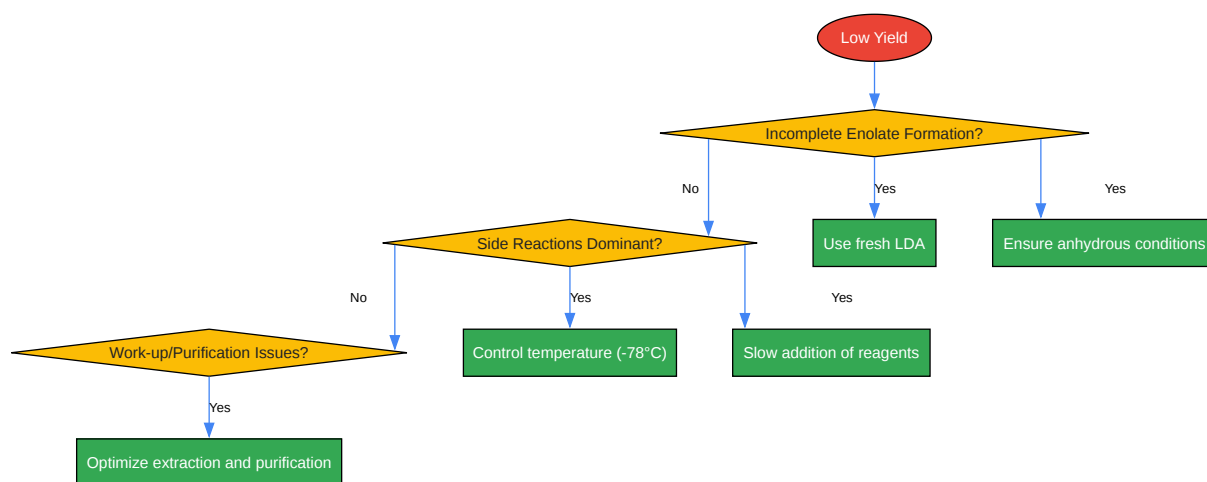 Low Yield
Incomplete Enolate Formation?
No
Yes
Yes
Side Reactions Dominant?
Use fresh LDA
Ensure anhydrous conditions
No
Yes
Yes
Work-up/Purification Issues?
Control temperature (-78°C)
Slow addition of reagents
Yes
Optimize extraction and purification